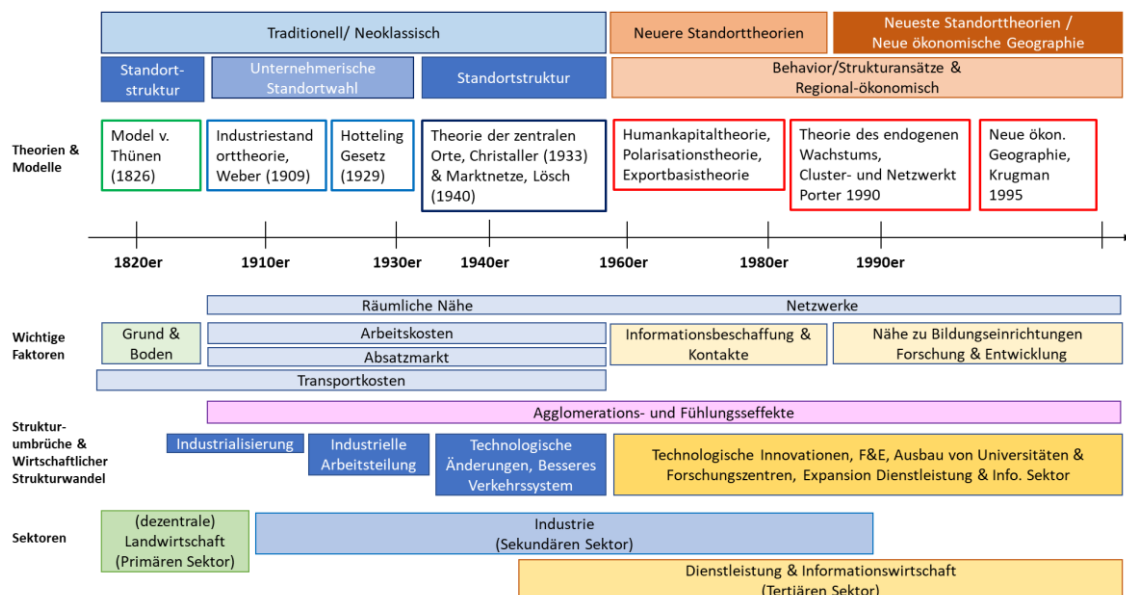 Traditionell/ Neoklassisch
Neuere Standorttheorien
Neueste Standorttheorien /
Neue ökonomische Geographie
Standort-
struktur
Unternehmerische
Standortwahl
Standortstruktur
Behavior/Strukturansätze &
Regional-ökonomisch
Theorien &
Modelle
Model v.
Thünen
(1826)
Industriestand
orttheorie,
Weber (1909)
Hotteling
Gesetz
(1929)
Theorie der zentralen
Orte, Christaller (1933)
& Marktnetze, Lösch
(1940)
Humankapitaltheorie,
Polarisationstheorie,
Exportbasistheorie
Theorie des endogenen
Wachstums,
Cluster- und Netzwerkt
Porter 1990
Neue ökon.
Geographie,
Krugman
1995
1820er
1910er
1930er
1940er
1960er
1980er
1990er
Räumliche Nähe
Netzwerke
Wichtige
Faktoren
Grund &
Boden
Arbeitskosten
Absatzmarkt
Informationsbeschaffung &
Kontakte
Nähe zu Bildungseinrichtungen
Forschung & Entwicklung
Transportkosten
Agglomerations- und Fühlungseffekte
Struktur-
umbrüche &
Wirtschaftlicher
Strukturwandel
Industrialisierung
Industrielle
Arbeitsteilung
Technologische
Änderungen, Besseres
Verkehrssystem
Technologische Innovationen, F&E, Ausbau von Universitäten &
Forschungszentren, Expansion Dienstleistung & Info. Sektor
Sektoren
(dezentrale)
Landwirtschaft
(Primären Sektor)
Industrie
(Sekundären Sektor)
Dienstleistung & Informationswirtschaft
(Tertiären Sektor)